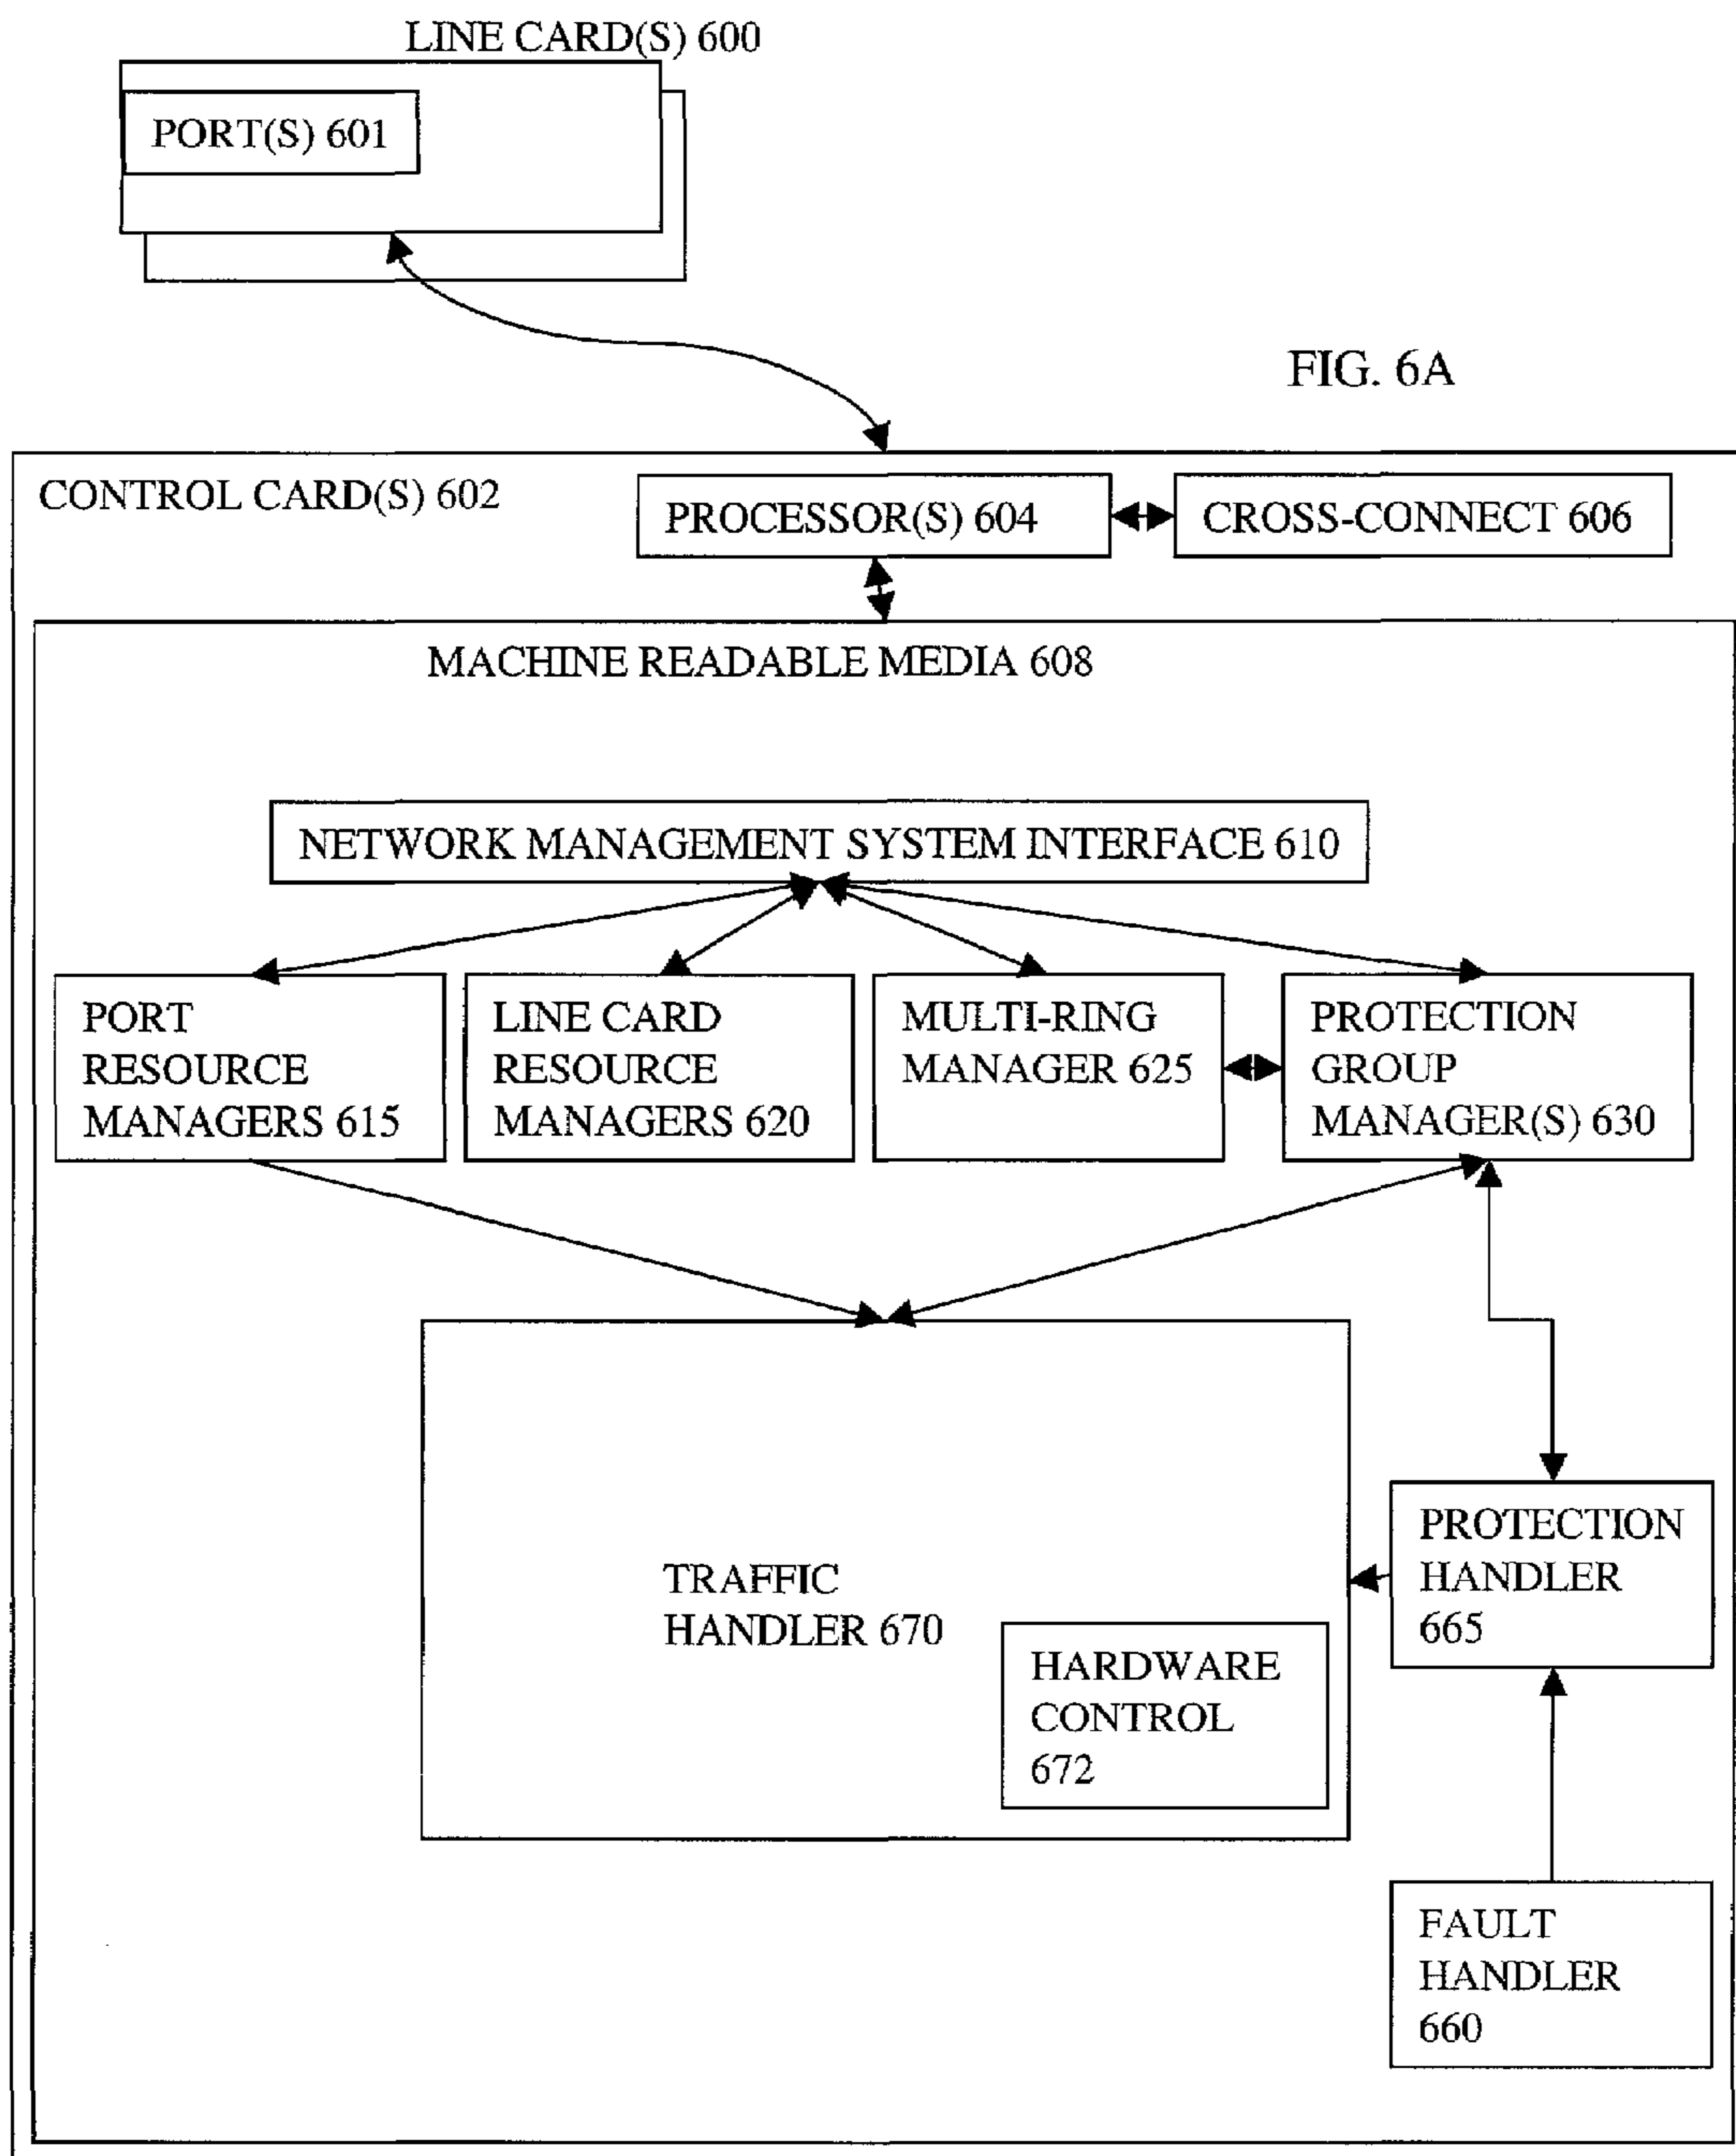 LINE CARD(S) 600
PORT(S) 601
FIG. 6A
CONTROL CARD(S) 602
PROCESSOR(S) 604
CROSS-CONNECT 606
MACHINE READABLE MEDIA 608
NETWORK MANAGEMENT SYSTEM INTERFACE 610
PORT
RESOURCE
MANAGERS 615
LINE CARD
RESOURCE
MANAGERS 620
MULTI-RING
MANAGER 625
PROTECTION
GROUP
MANAGER(S) 630
TRAFFIC
HANDLER 670
HARDWARE
CONTROL
672
PROTECTION
HANDLER
665
FAULT
HANDLER
660